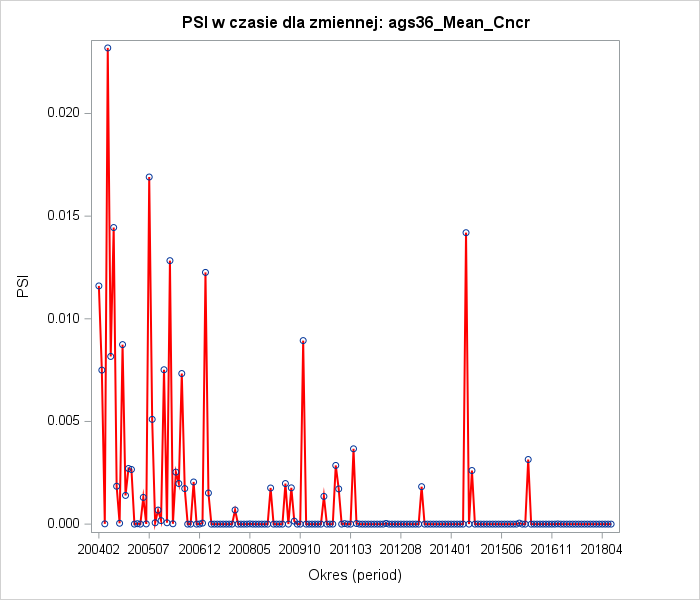 PSI w czasie dla zmiennej: ags36_Mean_Cncr
PSI
0.020
0.015
0.010
0.005
0.000
200402 200507 200612 200805 200910 201103 201208 201401 201506 201611 201804
Okres (period)